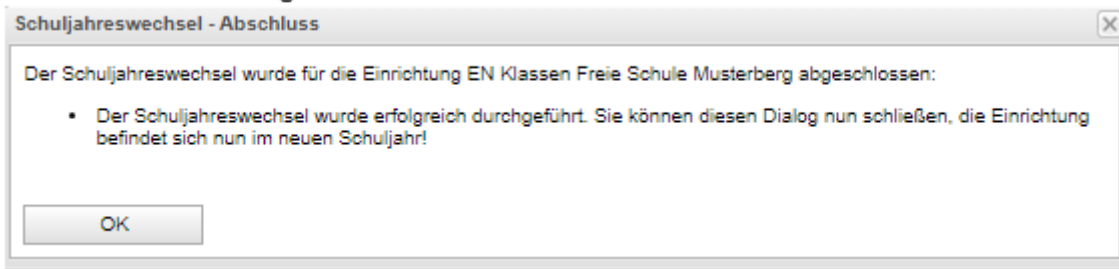 Schuljahreswechsel - Abschluss
Der Schuljahreswechsel wurde für die Einrichtung EN Klassen Freie Schule Musterberg abgeschlossen:
• Der Schuljahreswechsel wurde erfolgreich durchgeführt. Sie können diesen Dialog nun schließen, die Einrichtung
befindet sich nun im neuen Schuljahr!
OK